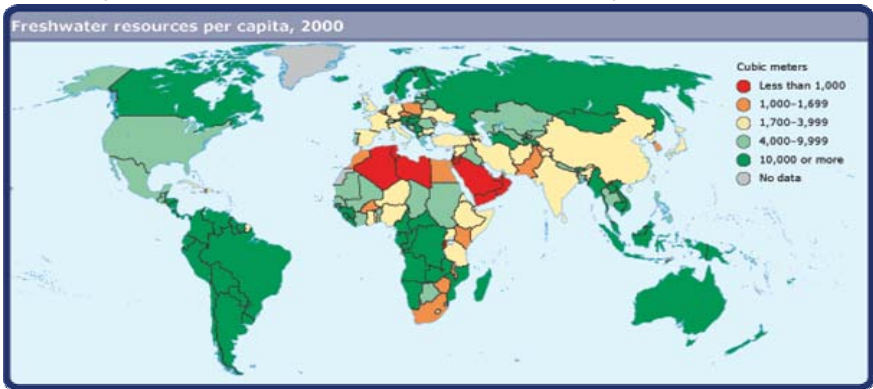 Freshwater resources per capita, 2000
Cubic meters
Less than 1,000
1,000–1,699
1,700–3,999
4,000–9,999
10,000 or more
No data